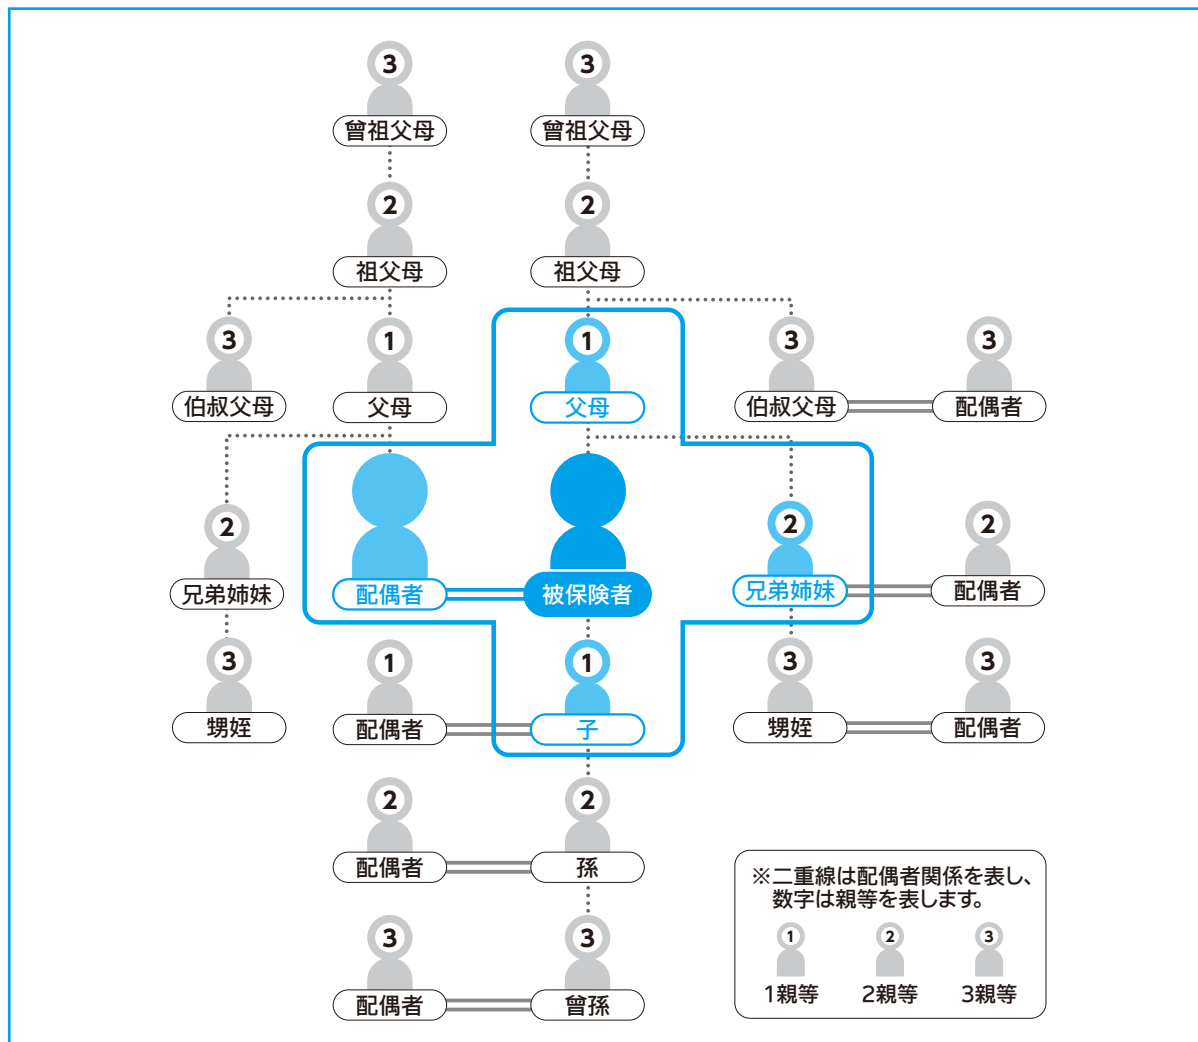 3
3
曾祖父母
曾祖父母
2
2
祖父母
祖父母
3
1
1
3
3
伯叔父母
父母
父母
伯叔父母
配偶者
2
2
2
兄弟姉妹
配偶者
被保険者
兄弟姉妹
配偶者
3
1
1
3
3
甥姪
配偶者
子
甥姪
配偶者
2
2
配偶者
孫
3
3
配偶者
曾孫
※二重線は配偶者関係を表し、
数字は親等を表します。
1
2
3
1親等
2親等
3親等